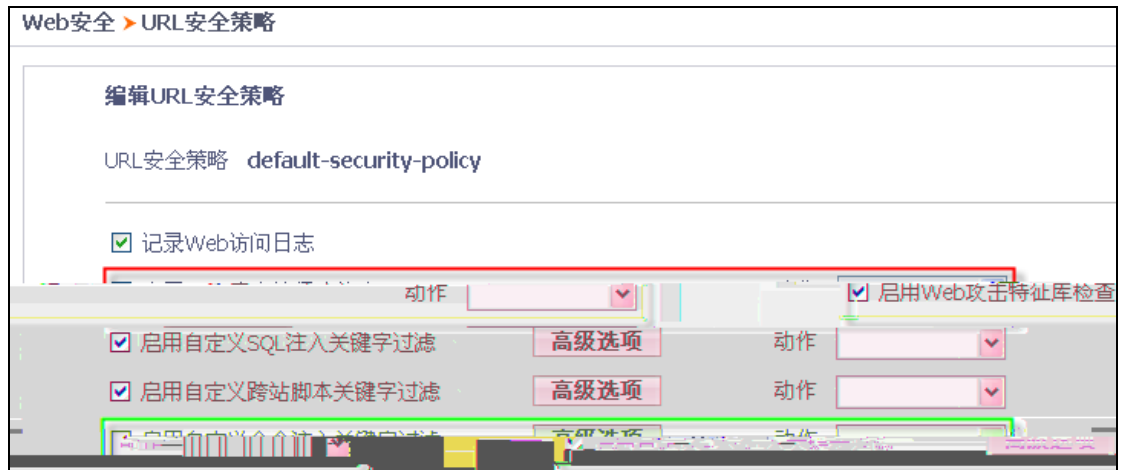 Web安全 > URL安全策略
编辑URL安全策略
URL安全策略 default-security-policy
记录Web访问日志
动作 启用Web攻击特征库检查
启用自定义SQL注入关键字过滤 高级选项 动作
启用自定义跨站脚本关键字过滤 高级选项 动作